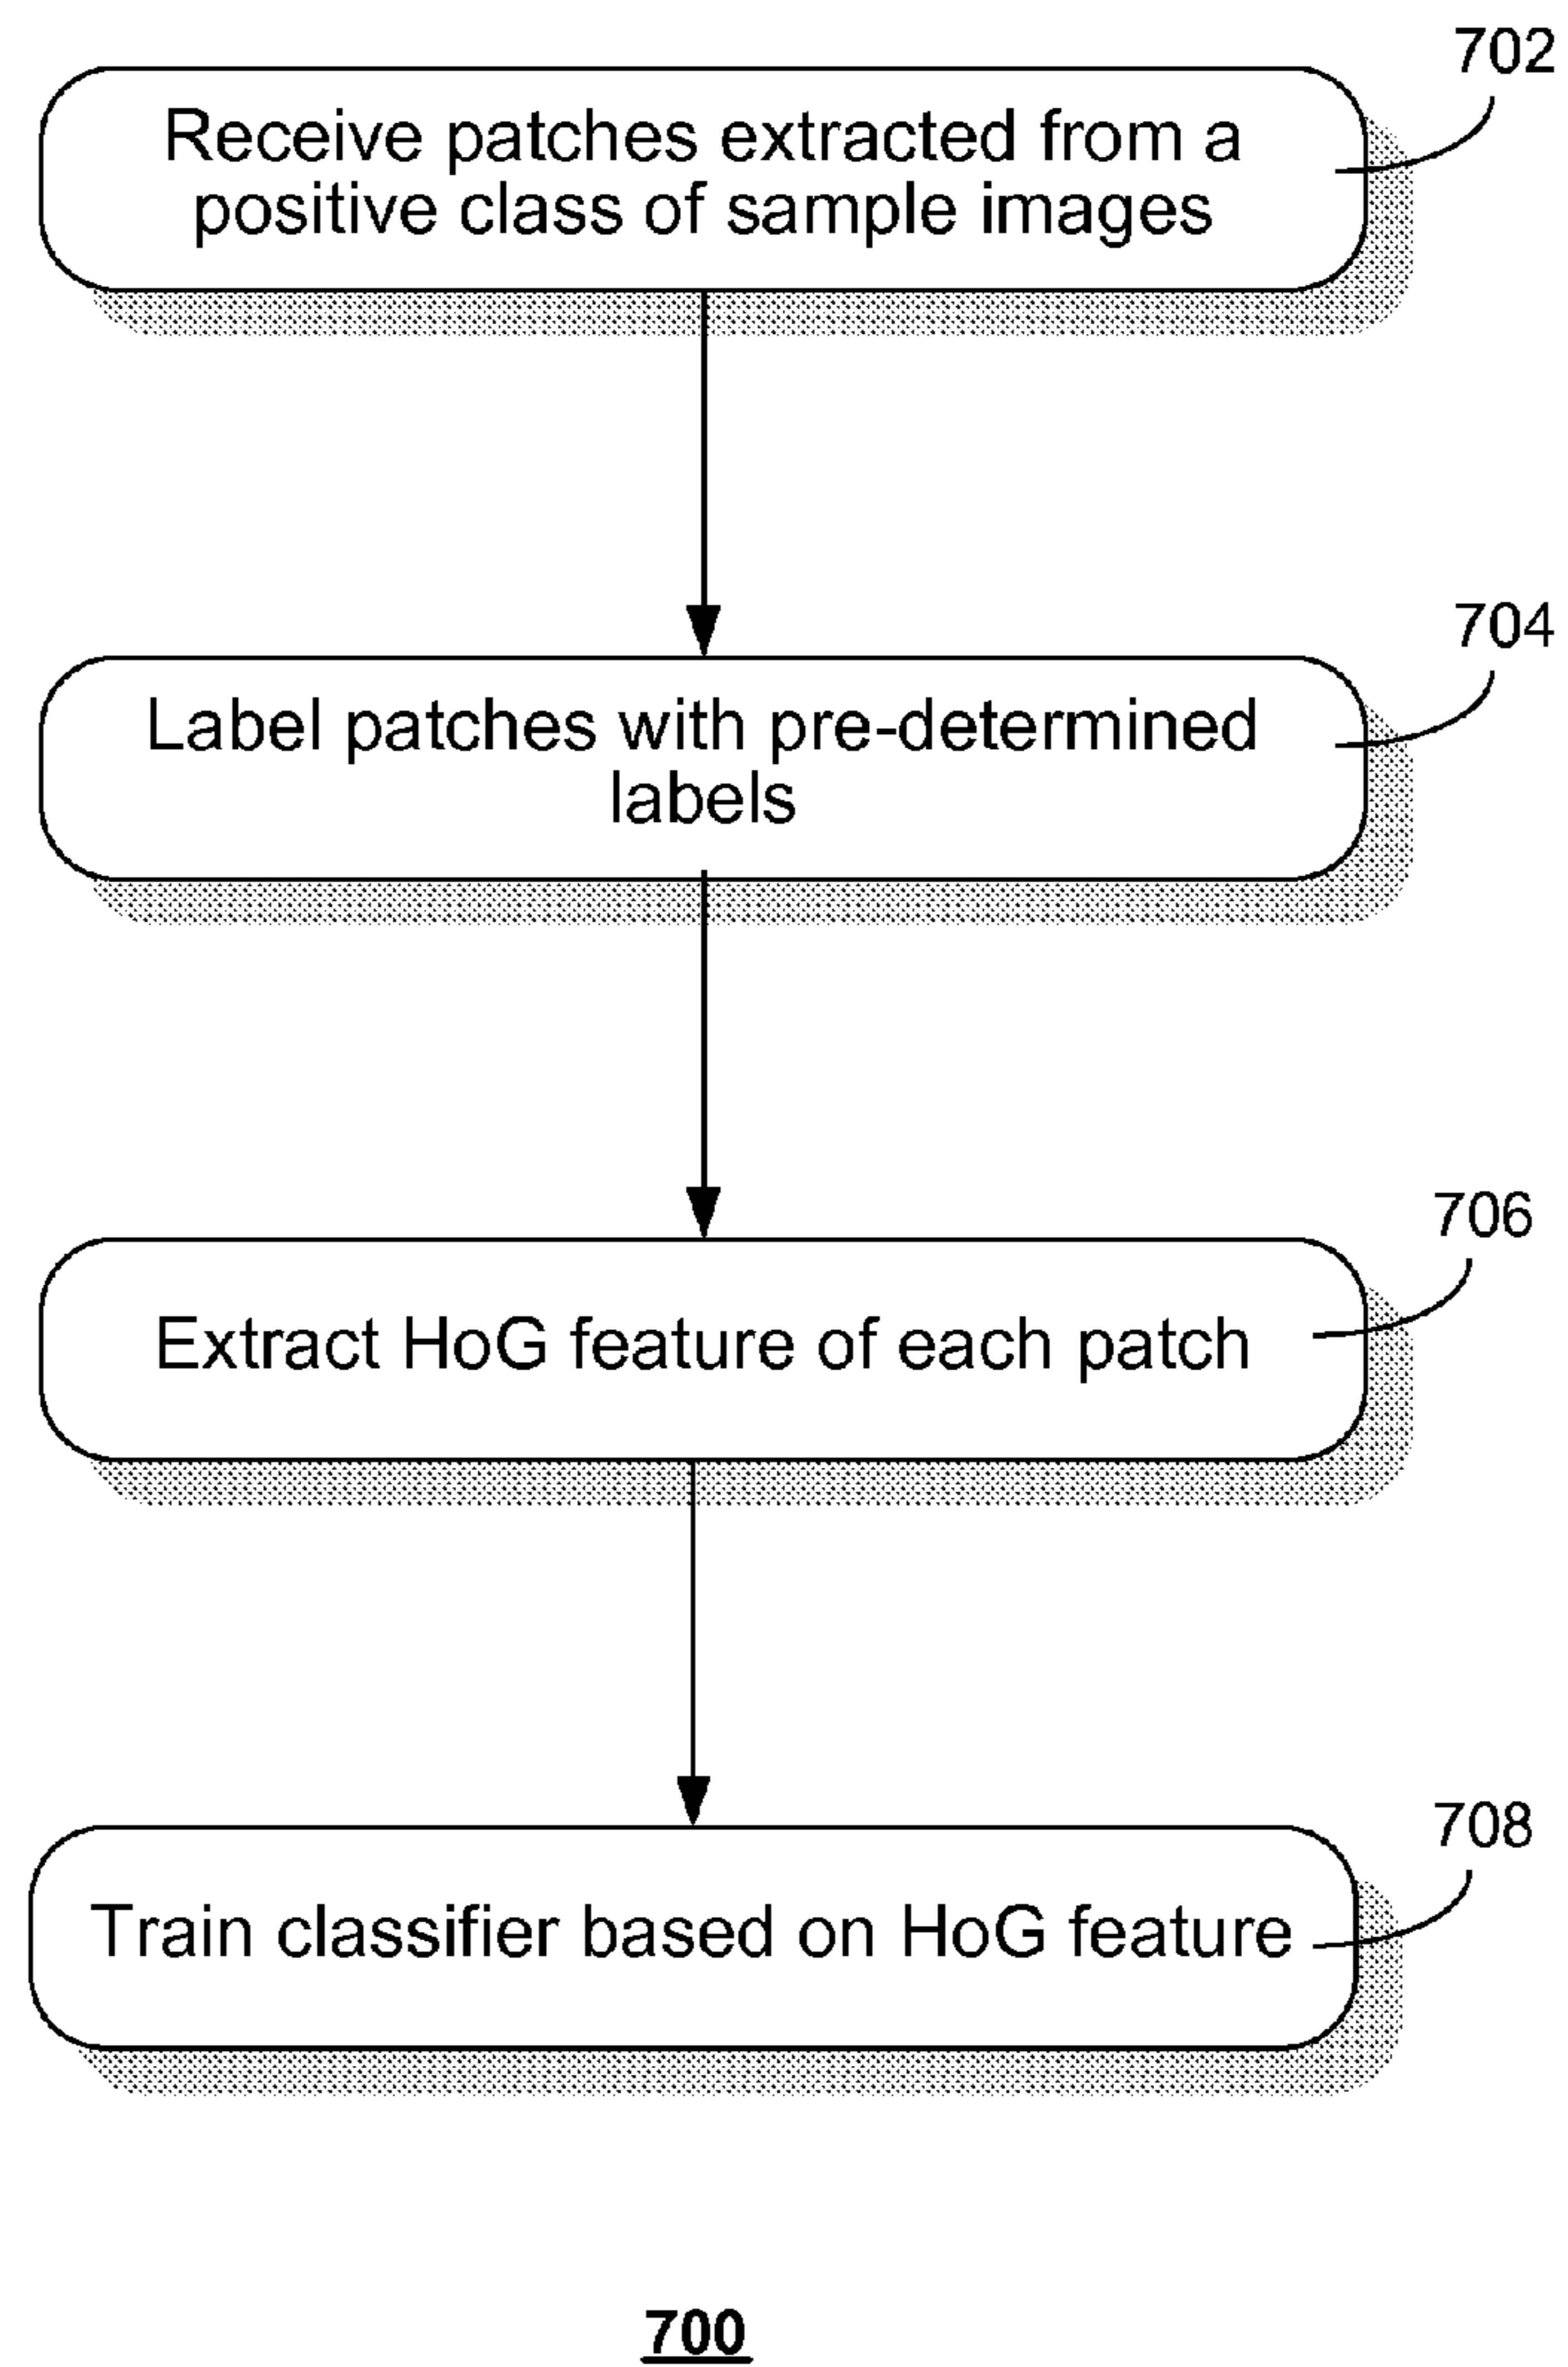 702
Receive patches extracted from a
positive class of sample images
704
Label patches with pre-determined
labels
706
Extract HoG feature of each patch
708
Train classifier based on HoG feature
700